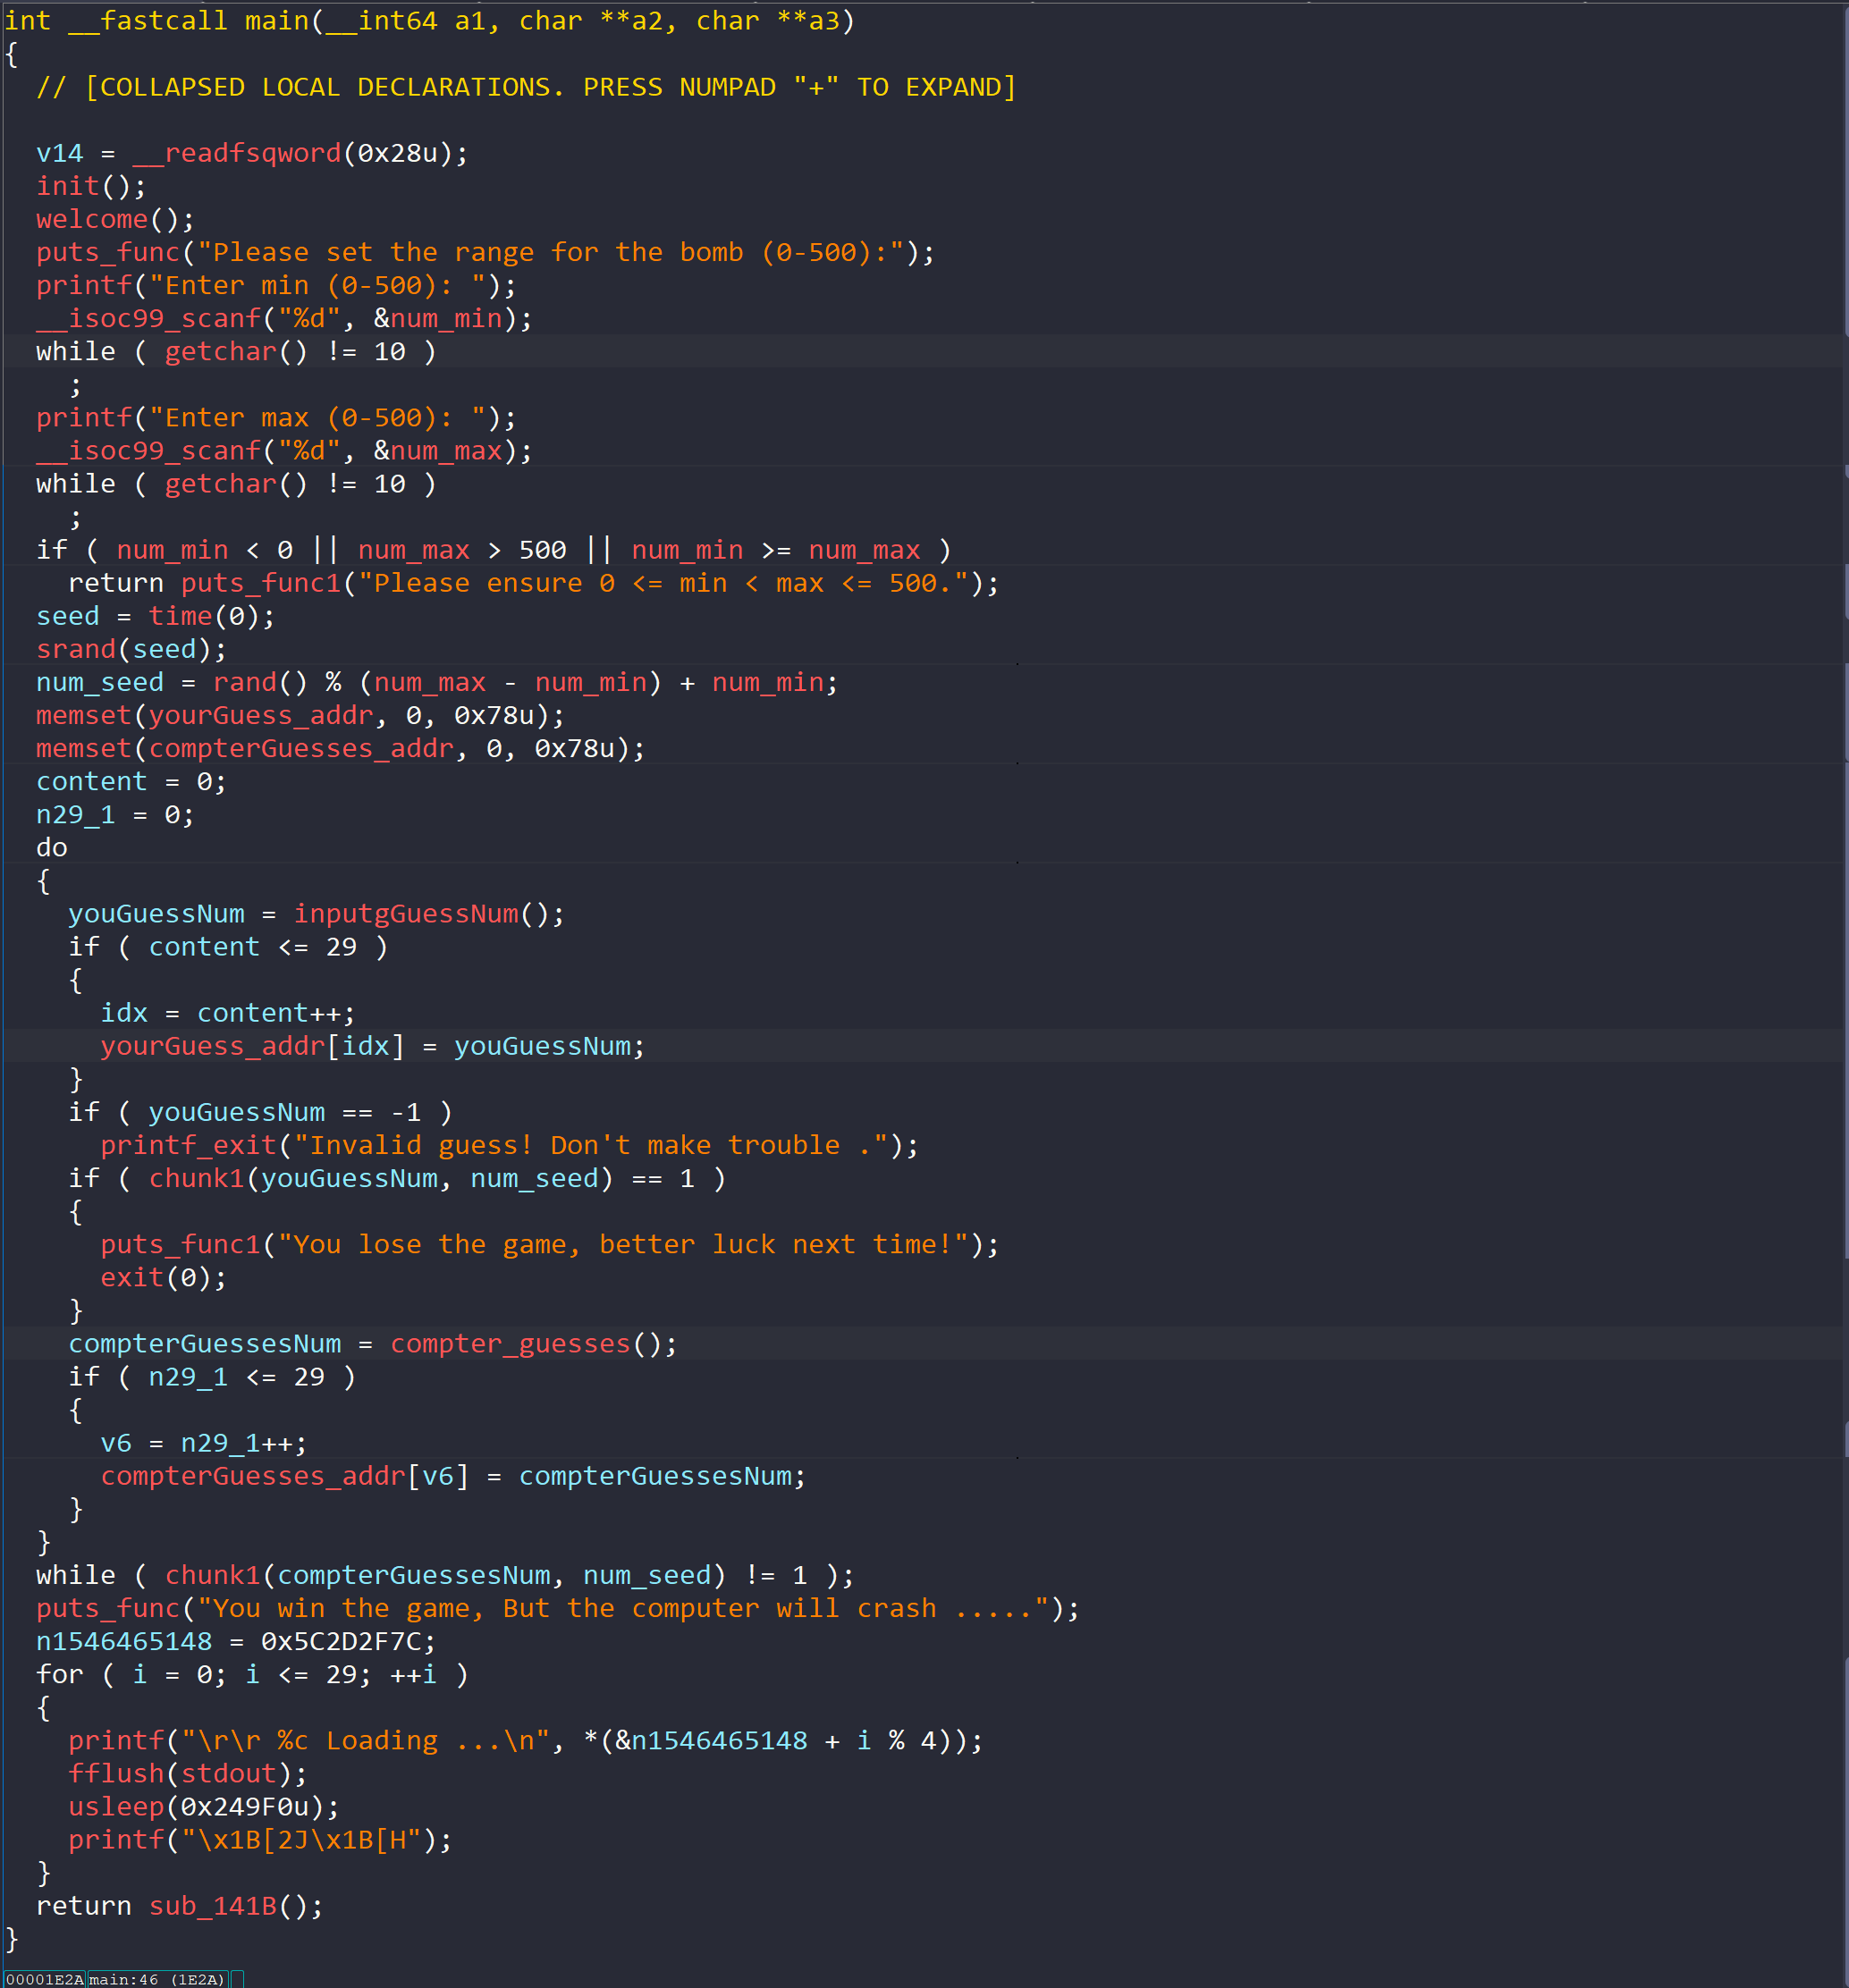 int __fastcall main(__int64 a1, char **a2, char **a3)
{
  // [COLLAPSED LOCAL DECLARATIONS. PRESS NUMPAD "+" TO EXPAND]

  v14 = __readfsqword(0x28u);
  init();
  welcome();
  puts_func("Please set the range for the bomb (0-500):");
  printf("Enter min (0-500): ");
  __isoc99_scanf("%d", &num_min);
  while ( getchar() != 10 )
    ;
  printf("Enter max (0-500): ");
  __isoc99_scanf("%d", &num_max);
  while ( getchar() != 10 )
    ;
  if ( num_min < 0 || num_max > 500 || num_min >= num_max )
    return puts_func1("Please ensure 0 <= min < max <= 500.");
  seed = time(0);
  srand(seed);
  num_seed = rand() % (num_max - num_min) + num_min;
  memset(yourGuess_addr, 0, 0x78u);
  memset(compterGuesses_addr, 0, 0x78u);
  content = 0;
  n29_1 = 0;
  do
  {
    youGuessNum = inputgGuessNum();
    if ( content <= 29 )
    {
      idx = content++;
      yourGuess_addr[idx] = youGuessNum;
    }
    if ( youGuessNum == -1 )
      printf_exit("Invalid guess! Don't make trouble .");
    if ( chunk1(youGuessNum, num_seed) == 1 )
    {
      puts_func1("You lose the game, better luck next time!");
      exit(0);
    }
    compterGuessesNum = compter_guesses();
    if ( n29_1 <= 29 )
    {
      v6 = n29_1++;
      compterGuesses_addr[v6] = compterGuessesNum;
    }
  }
  while ( chunk1(compterGuessesNum, num_seed) != 1 );
  puts_func("You win the game, But the computer will crash .....");
  n1546465148 = 0x5C2D2F7C;
  for ( i = 0; i <= 29; ++i )
  {
    printf("\r\r %c Loading ...\n", *(&n1546465148 + i % 4));
    fflush(stdout);
    usleep(0x249F0u);
    printf("\x1B[2J\x1B[H");
  }
  return sub_141B();
}
00001E2A main:46 (1E2A)